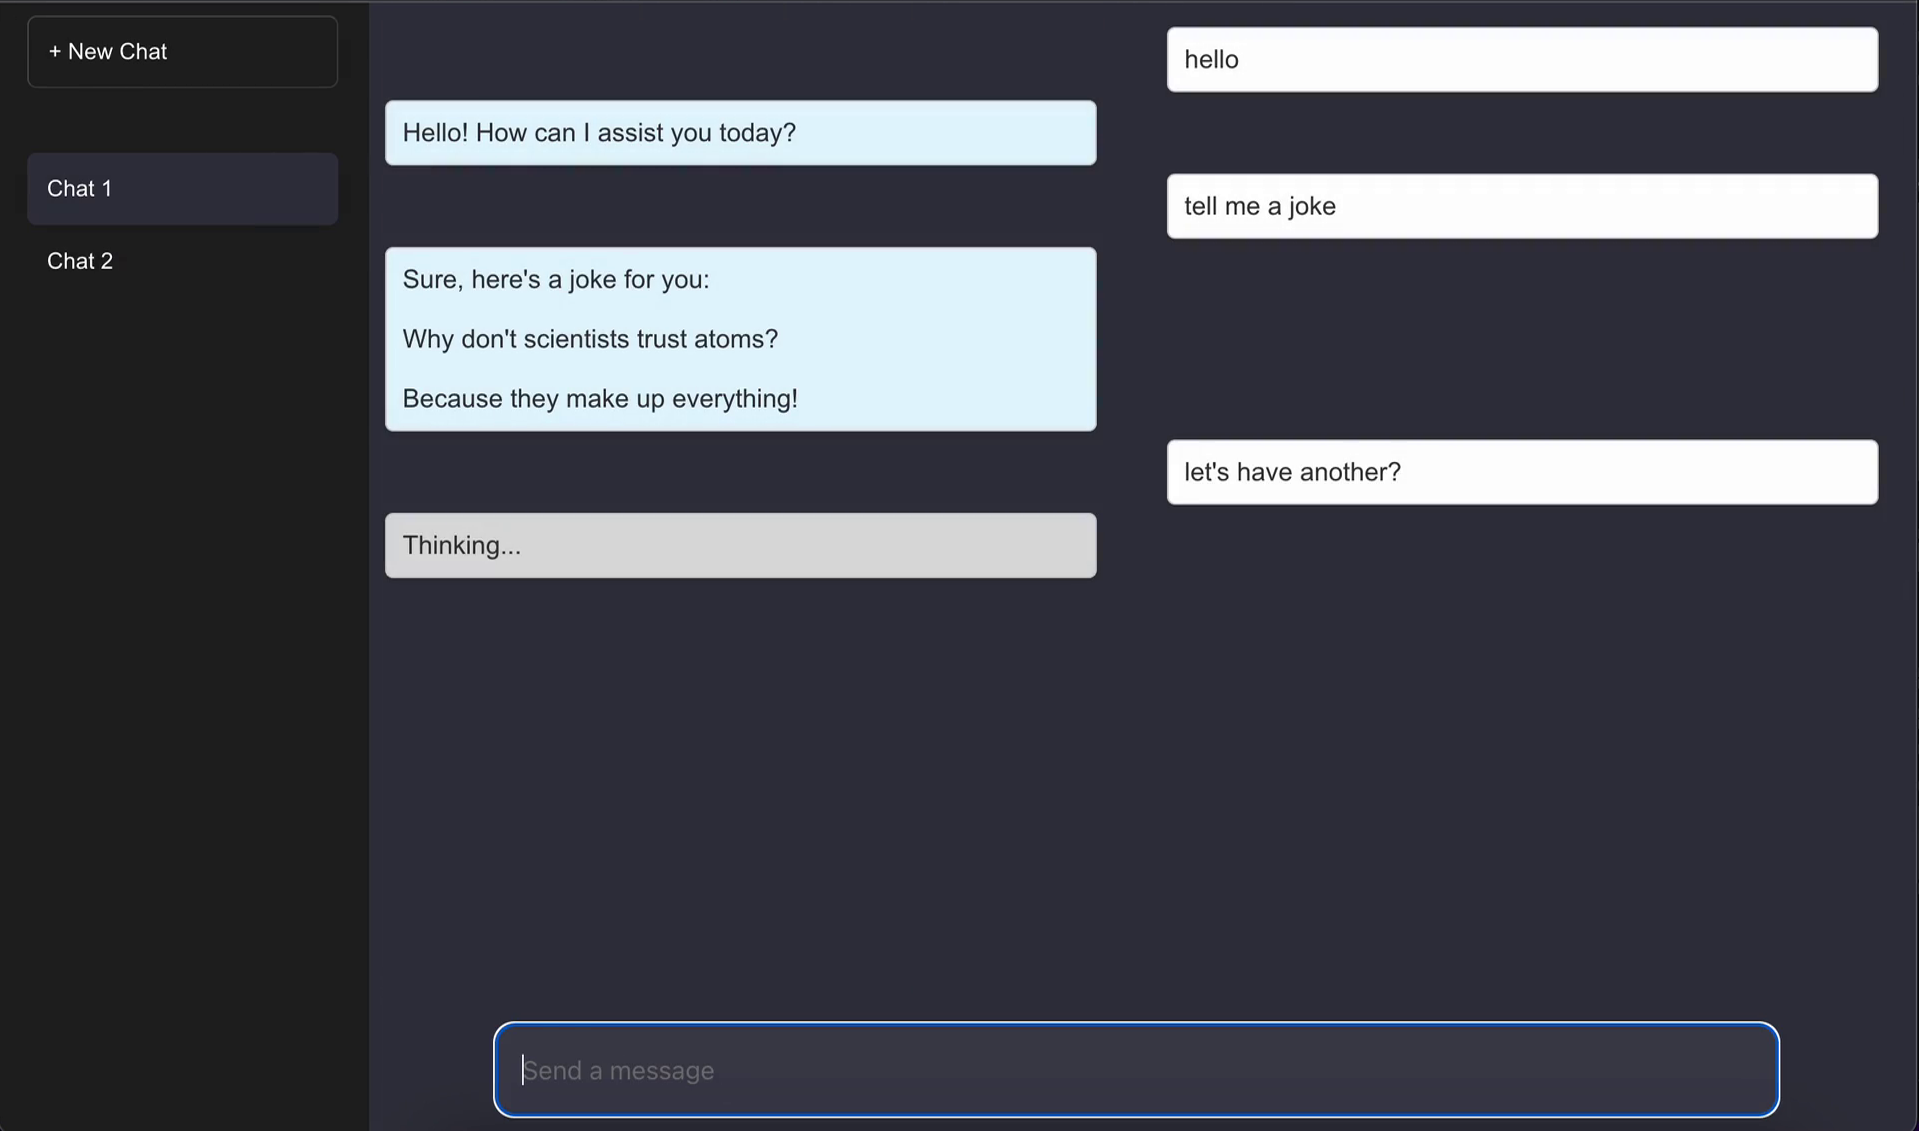 + New Chat
Chat 1
Chat 2
hello
Hello! How can I assist you today?
tell me a joke
Sure, here's a joke for you:
Why don't scientists trust atoms?
Because they make up everything!
let's have another?
Thinking...
Send a message